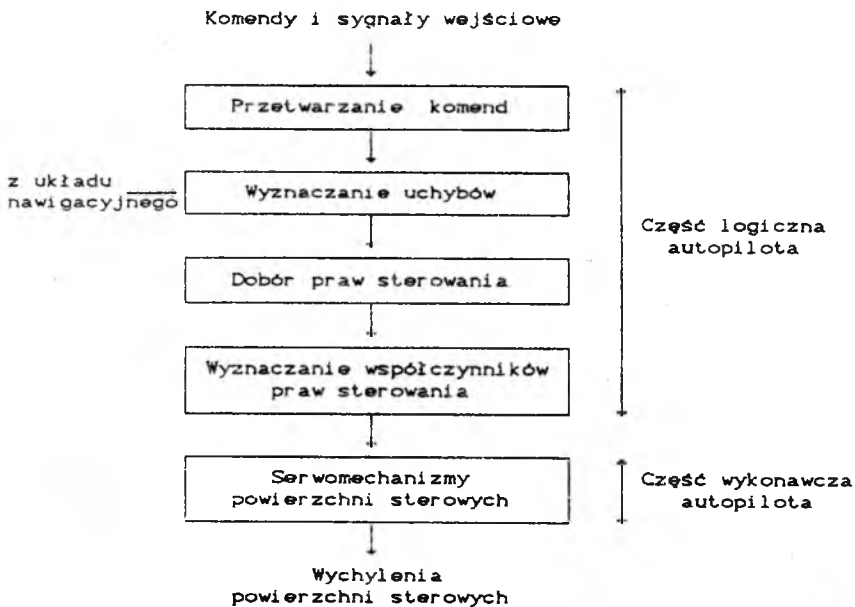 Komendy i sygnały wejściowe
Przetwarzanie komend
z układu
nawigacyjnego
Wyznaczanie uchybów
Część logiczna
autopilota
Dobór praw sterowania
Wyznaczanie współczynników
praw sterowania
Serwomechanizmy
powierzchni sterowych
Część wykonawcza
autopilota
Wychylenia
powierzchni sterowych